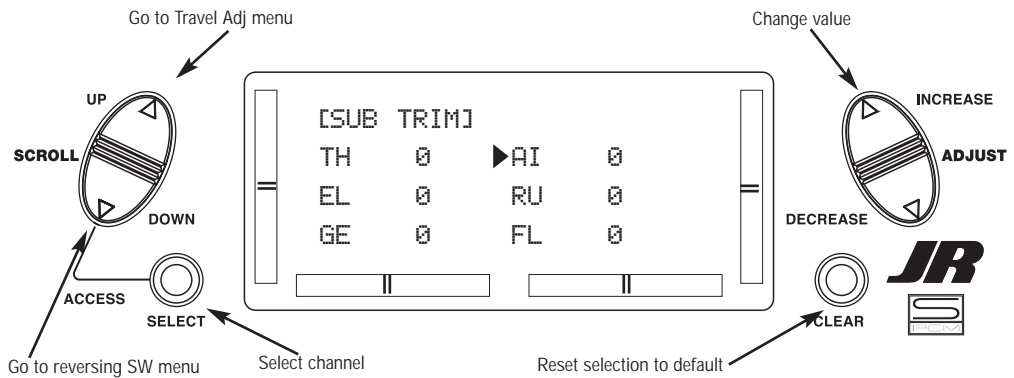 Go to Travel Adj menu
Change value
UP
SCROLL
DOWN
ACCESS
SELECT
[SUB TRIM]
TH 0 AI 0
EL 0 RU 0
GE 0 FL 0
INCREASE
ADJUST
DECREASE
CLEAR
JR
S
PCM
Go to reversing SW menu
Select channel
Reset selection to default